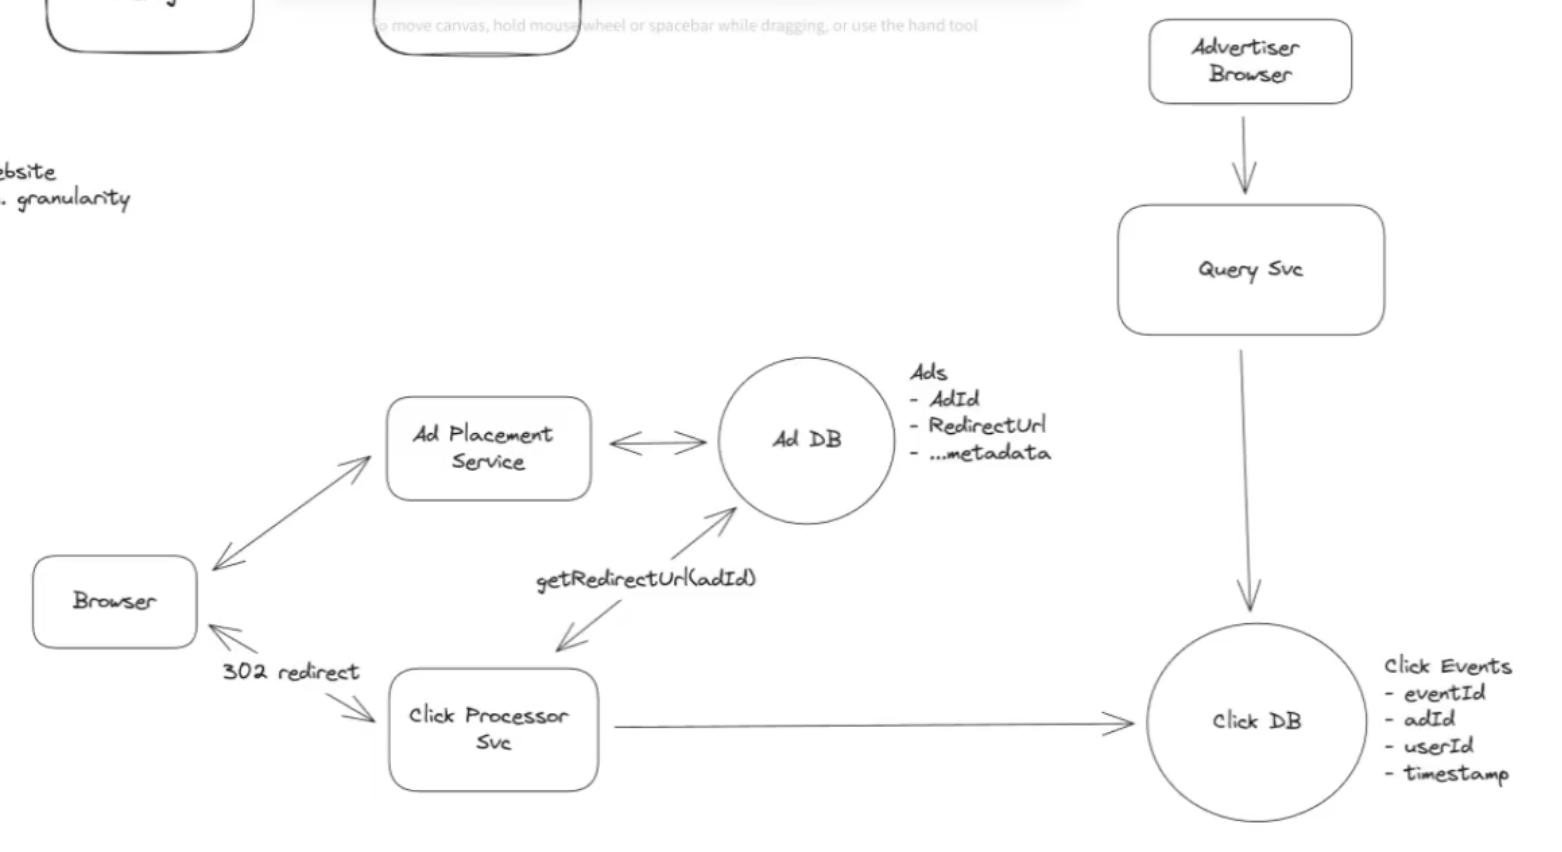 To move canvas, hold mouse wheel or spacebar while dragging, or use the hand tool
Advertiser
Browser
. granularity
Query Svc
Ads
- AdId
- RedirectUrl
- ...metadata
Ad Placement
Service
Ad DB
getRedirectUrl(adId)
Browser
302 redirect
Click Processor
Svc
Click DB
Click Events
- eventId
- adId
- userId
- timestamp